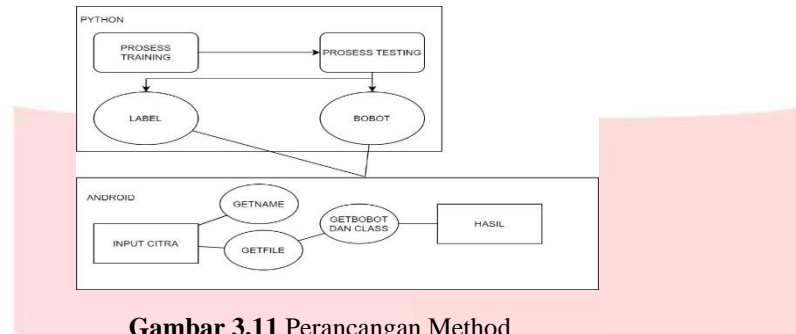 PYTHON
PROSESS
TRAINING
PROSESS TESTING
LABEL
BOBOT
ANDROID
GETNAME
INPUT CITRA
GETFILE
GETBOBOT
DAN CLASS
HASIL
Gambar 3.11 Perancangan Method